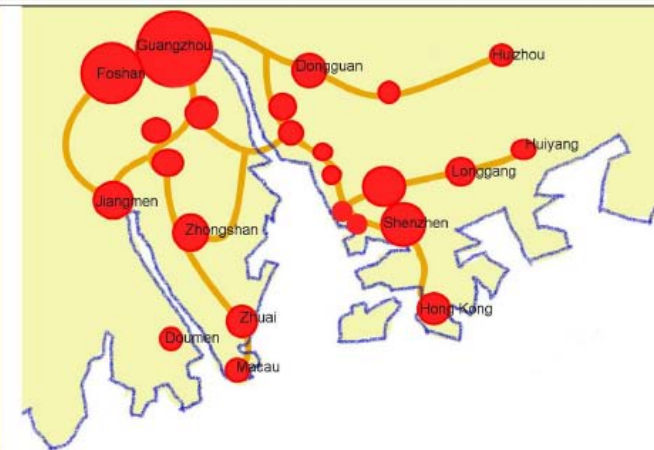 Guangzhou
Foshan
Dongguan
Huizhou
Huiyang
Longgang
Jiangmen
Zhongshan
Shenzhen
Hong Kong
Zhuai
Doumen
Macau